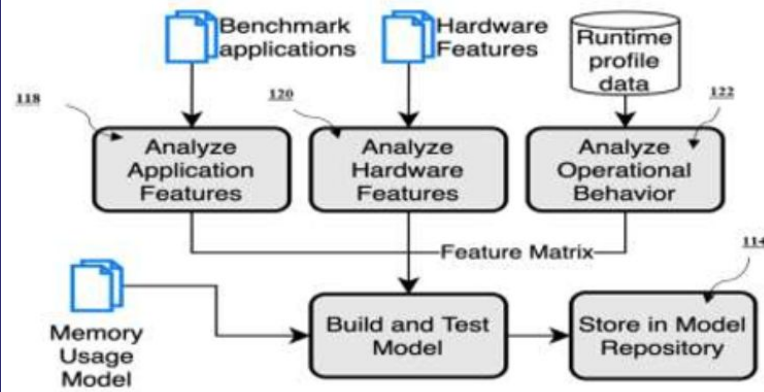 Benchmark
applications
Hardware
Features
Runtime
profile
data
118
120
122
Analyze
Application
Features
Analyze
Hardware
Features
Analyze
Operational
Behavior
Feature Matrix
114
Memory
Usage
Model
Build and Test
Model
Store in Model
Repository